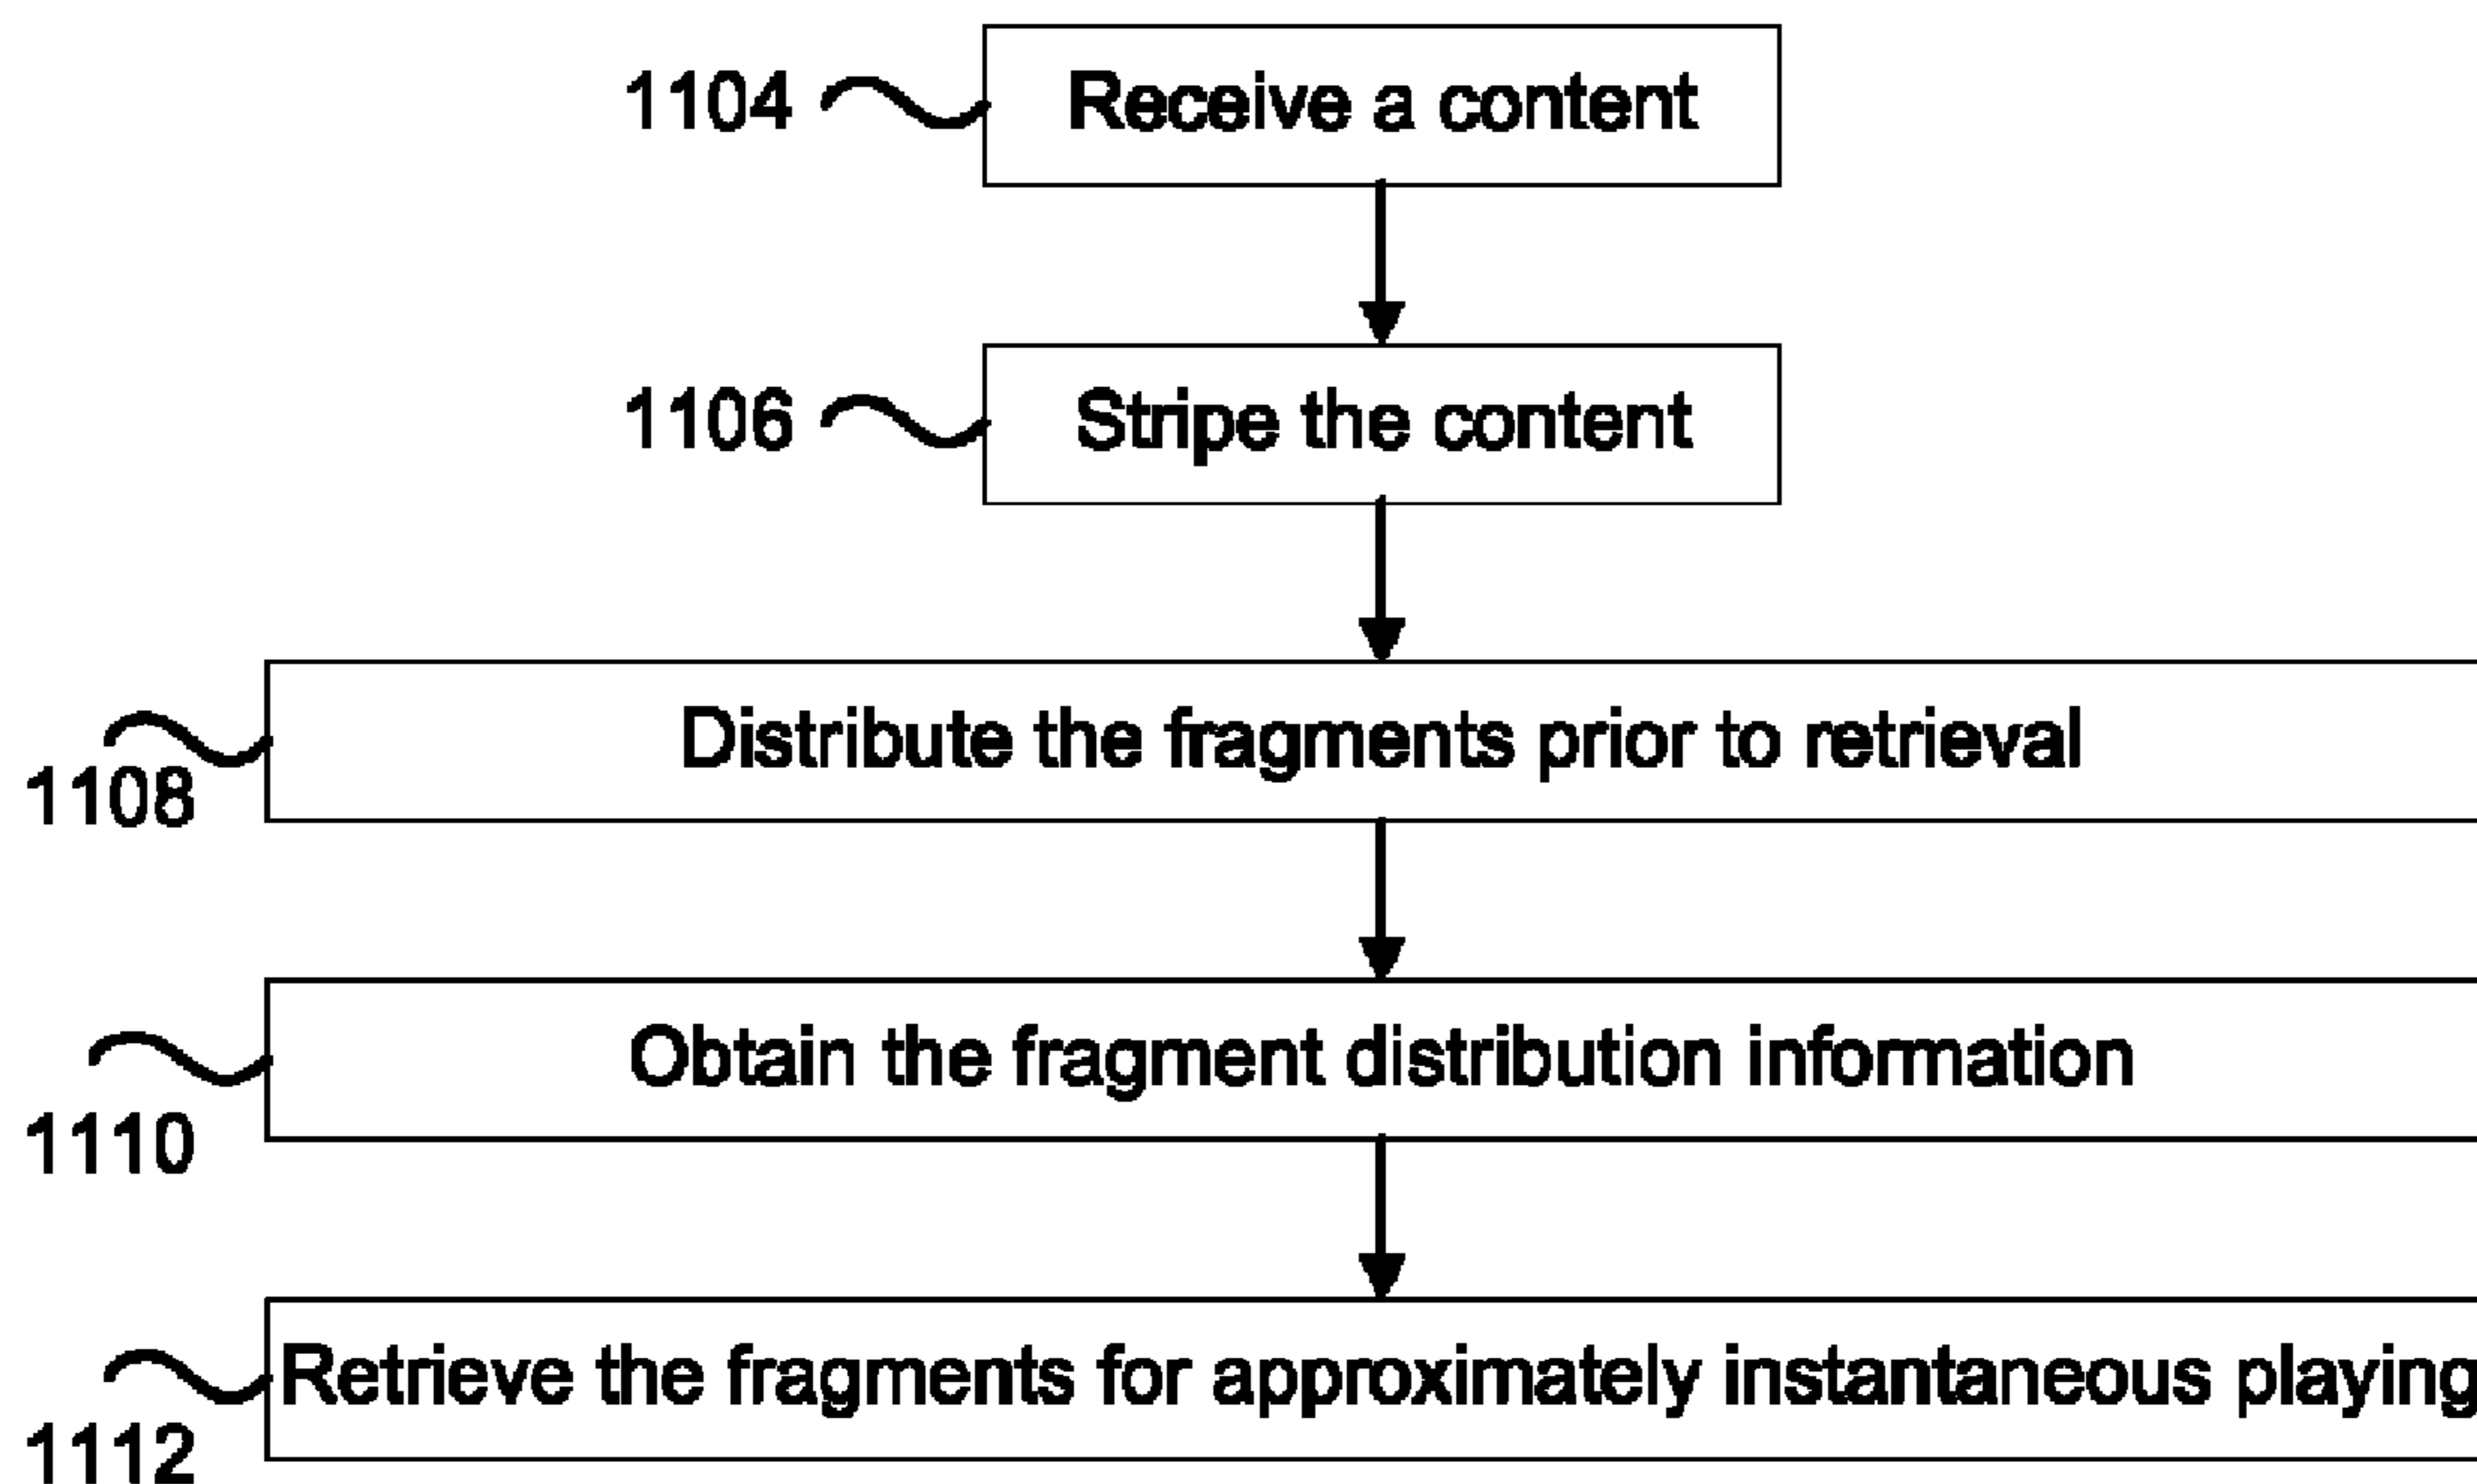 1104 Receive a content
1106 Stripe the content
Distribute the fragments prior to retrieval
1108
Obtain the fragment distribution information
1110
Retrieve the fragments for approximately instantaneous playing
1112